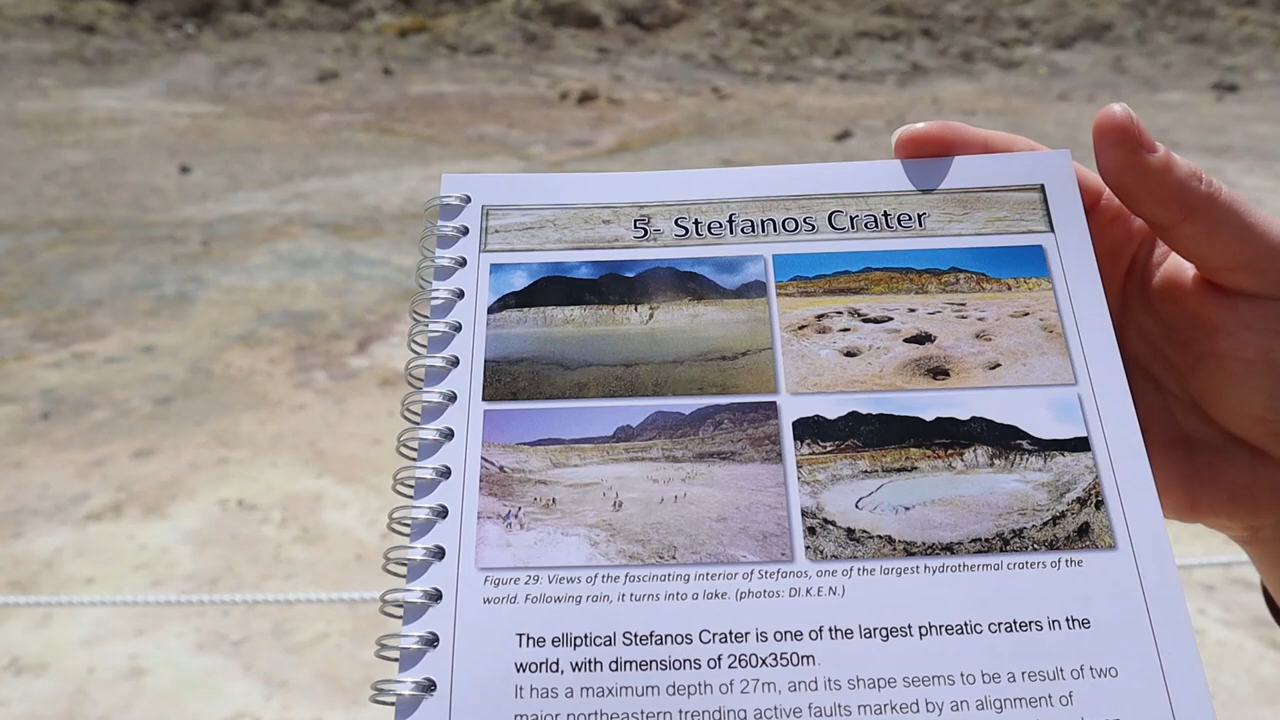 5- Stefanos Crater
Figure 29: Views of the fascinating interior of Stefanos, one of the largest hydrothermal craters of the
world. Following rain, it turns into a lake. (photos: DI.K.E.N.)
The elliptical Stefanos Crater is one of the largest phreatic craters in the
world, with dimensions of 260x350m.
It has a maximum depth of 27m, and its shape seems to be a result of two
major northeastern trending active faults marked by an alignment of